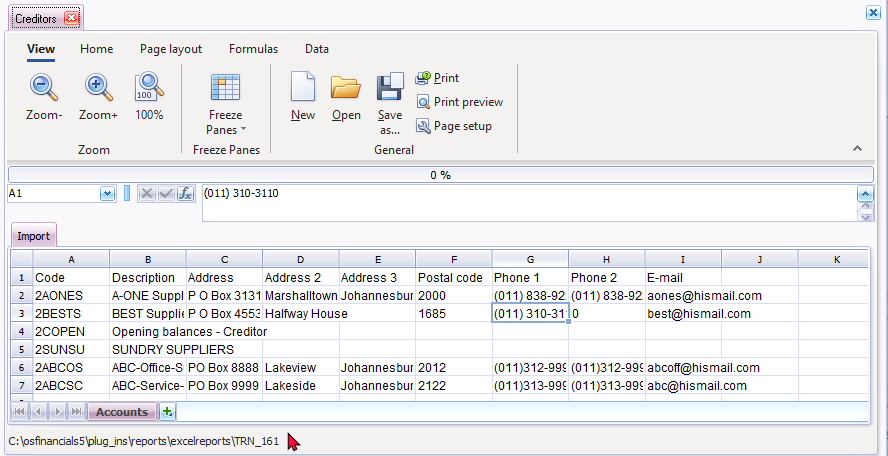 Creditors
View Home Page layout Formulas Data
Zoom- Zoom+ 100% Freeze Panes New Open Save as... Print
Print preview
Page setup
Zoom Freeze Panes General
0 %
A1 (011) 310-3110
Import
A B C D E F G H I J K
1 Code Description Address Address 2 Address 3 Postal code Phone 1 Phone 2 E-mail
2 2AONES A-ONE Suppl P O Box 3131 Marshalltown Johannesbur 2000 (011) 838-92 (011) 838-92 aones@hismail.com
3 2BESTS BEST Supplie P O Box 4553 Halfway House 1685 (011) 310-311 0 best@hismail.com
4 2COPEN Opening balances - Creditor
5 2SUNSU SUNDRY SUPPLIERS
6 2ABCOS ABC-Office-S PO Box 8888 Lakeview Johannesbur 2012 (011)312-999 (011)312-999 abcoff@hismail.com
7 2ABCSC ABC-Service- PO Box 9999 Lakeside Johannesbur 2122 (011)313-999 (011)313-999 abc@hismail.com
Accounts
C:\osfinancials5\plug_ins\reports\excelreports\TRN_161